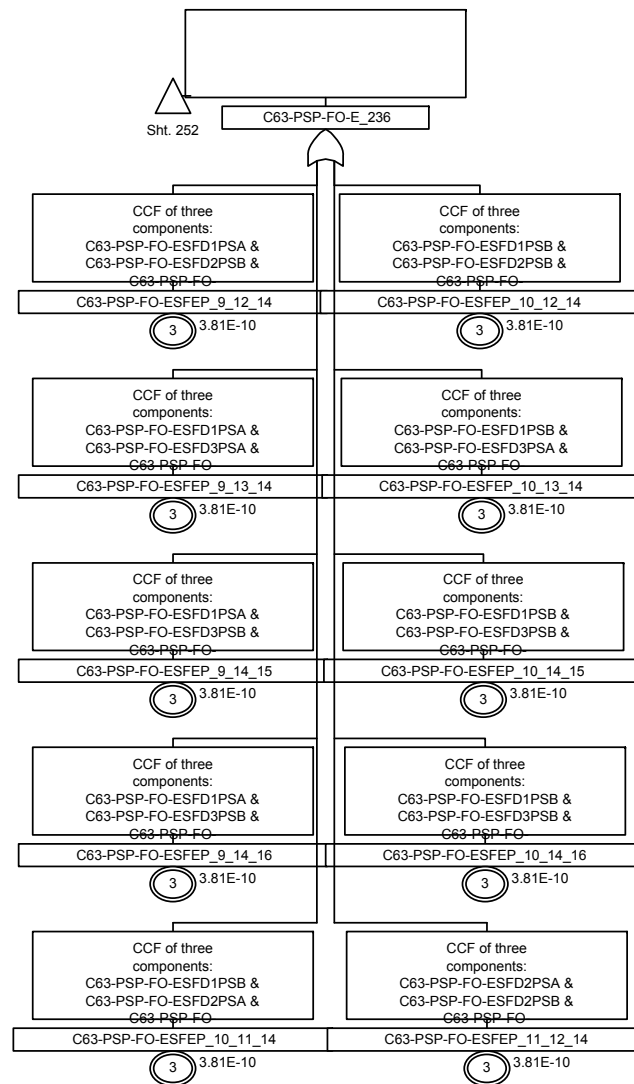 Sht. 252
C63-PSP-FO-E_236
CCF of three
components:
C63-PSP-FO-ESFD1PSA &
C63-PSP-FO-ESFD2PSB &
C63-PSP-FO-
C63-PSP-FO-ESFEP_9_12_14
3
3.81E-10
CCF of three
components:
C63-PSP-FO-ESFD1PSB &
C63-PSP-FO-ESFD2PSB &
C63-PSP-FO-
C63-PSP-FO-ESFEP_10_12_14
3
3.81E-10
CCF of three
components:
C63-PSP-FO-ESFD1PSA &
C63-PSP-FO-ESFD3PSA &
C63-PSP-FO-
C63-PSP-FO-ESFEP_9_13_14
3
3.81E-10
CCF of three
components:
C63-PSP-FO-ESFD1PSB &
C63-PSP-FO-ESFD3PSA &
C63-PSP-FO-
C63-PSP-FO-ESFEP_10_13_14
3
3.81E-10
CCF of three
components:
C63-PSP-FO-ESFD1PSA &
C63-PSP-FO-ESFD3PSB &
C63-PSP-FO-
C63-PSP-FO-ESFEP_9_14_15
3
3.81E-10
CCF of three
components:
C63-PSP-FO-ESFD1PSB &
C63-PSP-FO-ESFD3PSB &
C63-PSP-FO-
C63-PSP-FO-ESFEP_10_14_15
3
3.81E-10
CCF of three
components:
C63-PSP-FO-ESFD1PSA &
C63-PSP-FO-ESFD3PSB &
C63-PSP-FO-
C63-PSP-FO-ESFEP_9_14_16
3
3.81E-10
CCF of three
components:
C63-PSP-FO-ESFD1PSB &
C63-PSP-FO-ESFD3PSB &
C63-PSP-FO-
C63-PSP-FO-ESFEP_10_14_16
3
3.81E-10
CCF of three
components:
C63-PSP-FO-ESFD1PSB &
C63-PSP-FO-ESFD2PSA &
C63-PSP-FO-
C63-PSP-FO-ESFEP_10_11_14
3
3.81E-10
CCF of three
components:
C63-PSP-FO-ESFD2PSA &
C63-PSP-FO-ESFD2PSB &
C63-PSP-FO-
C63-PSP-FO-ESFEP_11_12_14
3
3.81E-10